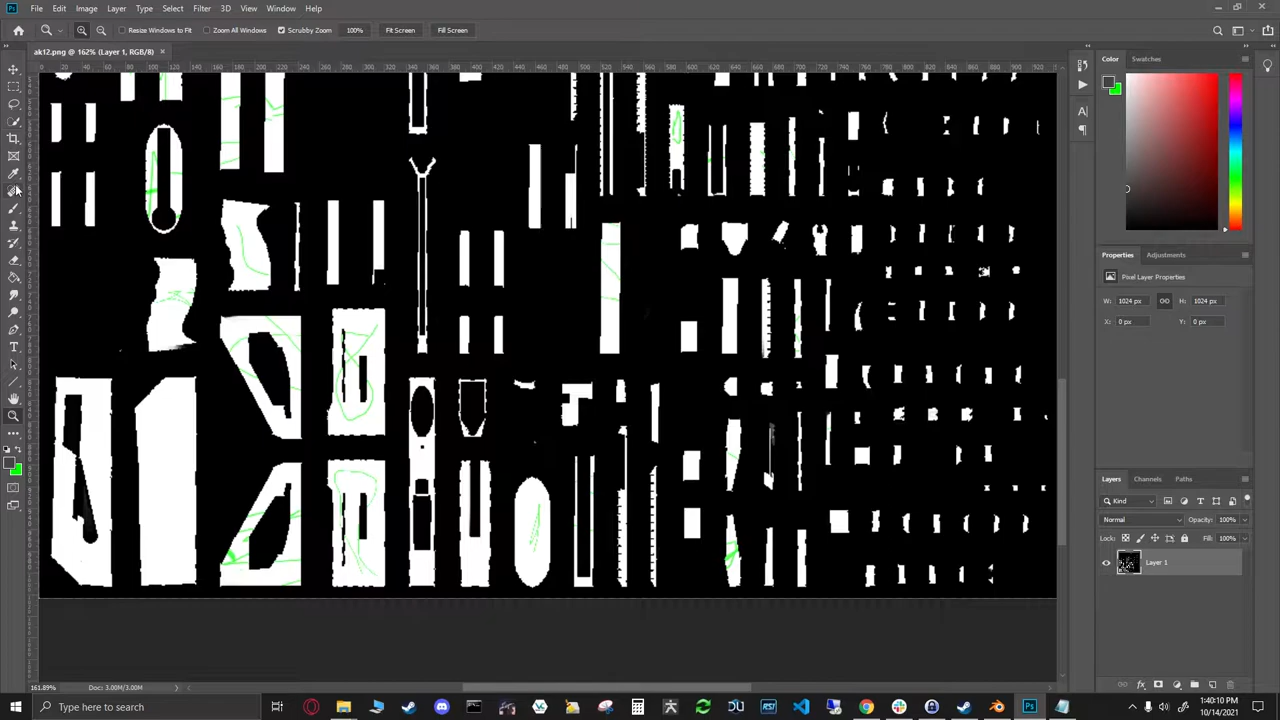 Ps File Edit Image Layer Type Select Filter 3D View Window Help
Resize Windows to Fit Zoom All Windows Scrubby Zoom 100% Fit Screen Fill Screen
ak12.png @ 162% (Layer 1, RGB/8)
Color Swatches
Properties Adjustments
Pixel Layer Properties
W: 1024 px H: 1024 px
X: 0 px Y: 0 px
Layers Channels Paths
Kind
Normal Opacity: 100%
Lock: Fill: 100%
Layer 1
161.89% Doc: 3.00M/3.00M
Type here to search
1:40:10 PM
10/14/2021